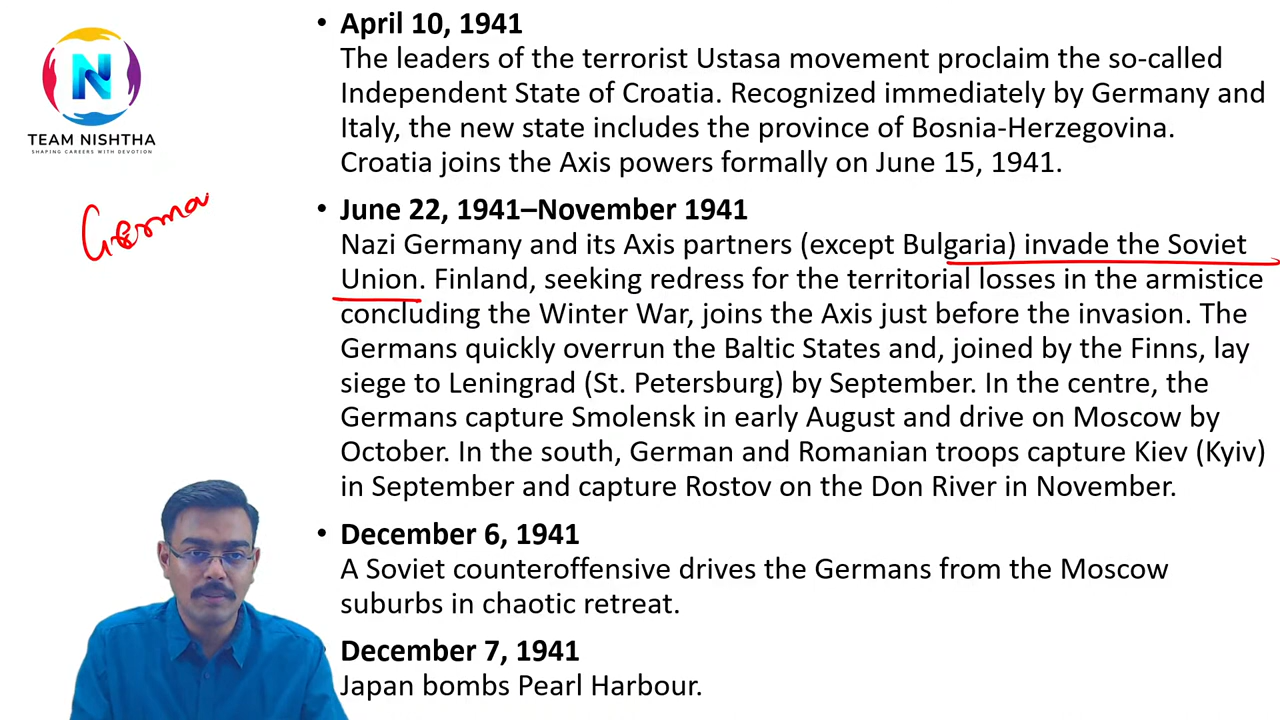 TEAM NISHTHA
SHAPING CAREERS WITH DEVOTION
Germa
• April 10, 1941
The leaders of the terrorist Ustasa movement proclaim the so-called
Independent State of Croatia. Recognized immediately by Germany and
Italy, the new state includes the province of Bosnia-Herzegovina.
Croatia joins the Axis powers formally on June 15, 1941.
• June 22, 1941–November 1941
Nazi Germany and its Axis partners (except Bulgaria) invade the Soviet
Union. Finland, seeking redress for the territorial losses in the armistice
concluding the Winter War, joins the Axis just before the invasion. The
Germans quickly overrun the Baltic States and, joined by the Finns, lay
siege to Leningrad (St. Petersburg) by September. In the centre, the
Germans capture Smolensk in early August and drive on Moscow by
October. In the south, German and Romanian troops capture Kiev (Kyiv)
in September and capture Rostov on the Don River in November.
• December 6, 1941
A Soviet counteroffensive drives the Germans from the Moscow
suburbs in chaotic retreat.
• December 7, 1941
Japan bombs Pearl Harbour.